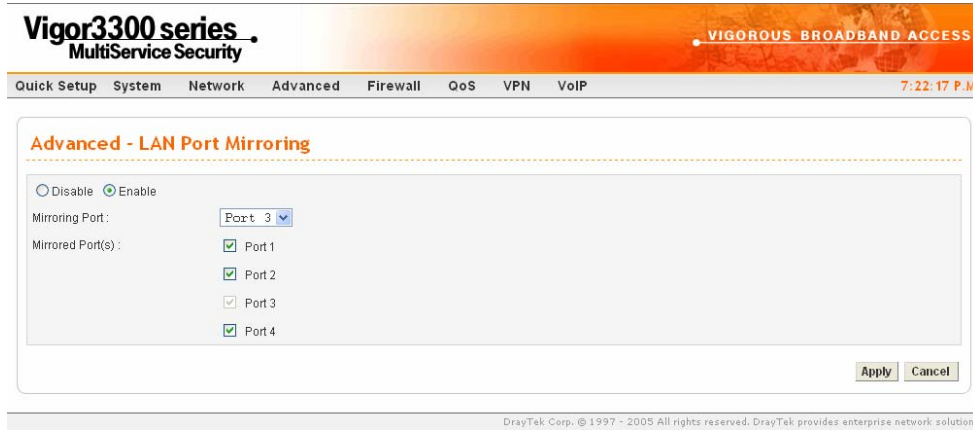 Vigor3300 series
MultiService Security
VIGOROUS BROADBAND ACCESS
Quick Setup System Network Advanced Firewall QoS VPN VoIP 7:22:17 P.M
Advanced - LAN Port Mirroring
Disable Enable
Mirroring Port : Port 3
Mirrored Port(s) : Port 1
Port 2
Port 3
Port 4
Apply Cancel
DrayTek Corp. © 1997 - 2005 All rights reserved. DrayTek provides enterprise network solution